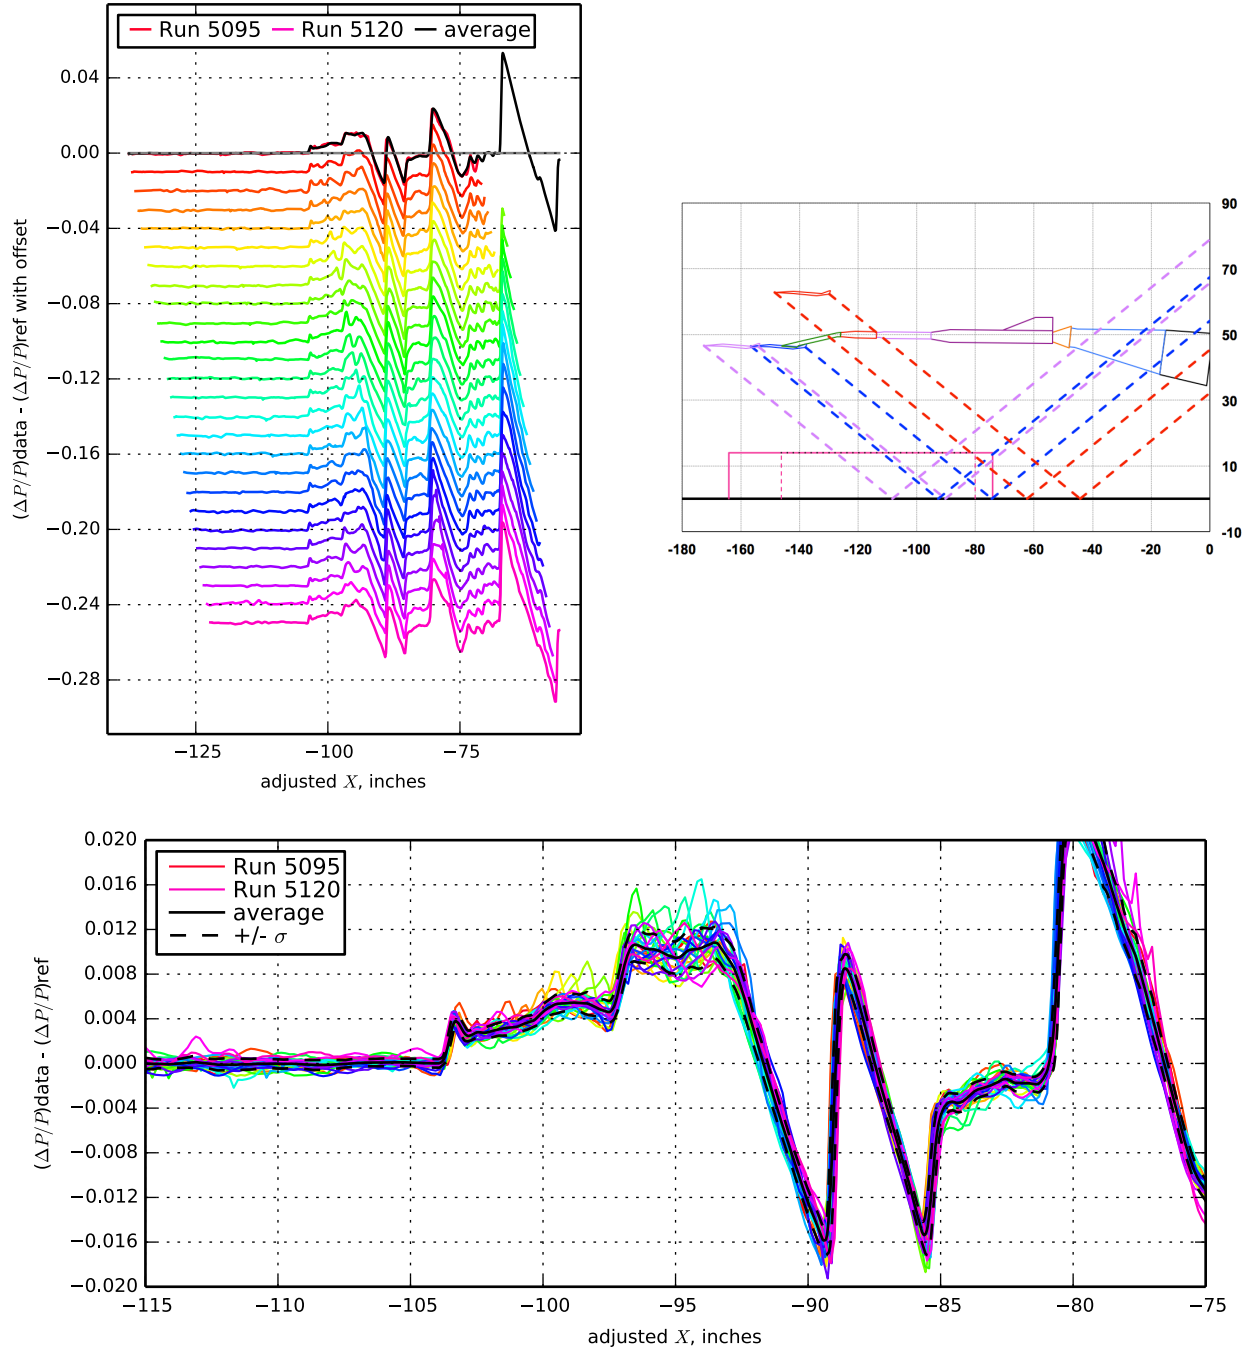 Run 5095 Run 5120 average
0.04
0.00
−0.04
−0.08
−0.12
−0.16
−0.20
−0.24
−0.28
(ΔP/P)data - (ΔP/P)ref with offset
−125 −100 −75
adjusted X, inches
90
70
50
30
10
-10
-180 -160 -140 -120 -100 -80 -60 -40 -20 0
Run 5095
Run 5120
average
+/- σ
0.020
0.016
0.012
0.008
0.004
0.000
−0.004
−0.008
−0.012
−0.016
−0.020
(ΔP/P)data - (ΔP/P)ref
−115 −110 −105 −100 −95 −90 −85 −80 −75
adjusted X, inches